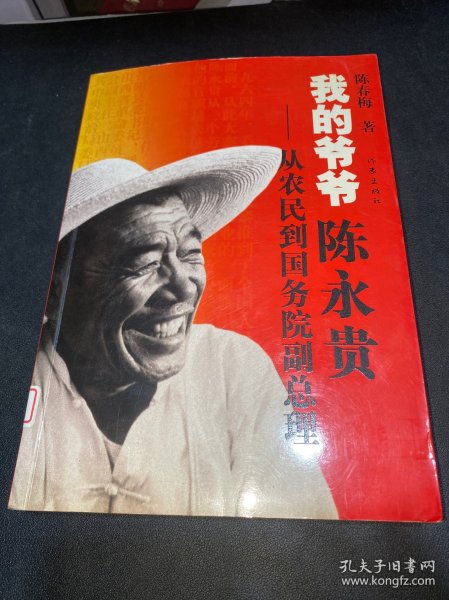 陈春梅 著
我的爷爷
陈永贵
——从农民到国务院副总理
作家出版社
孔夫子旧书网
www.kongfz.com